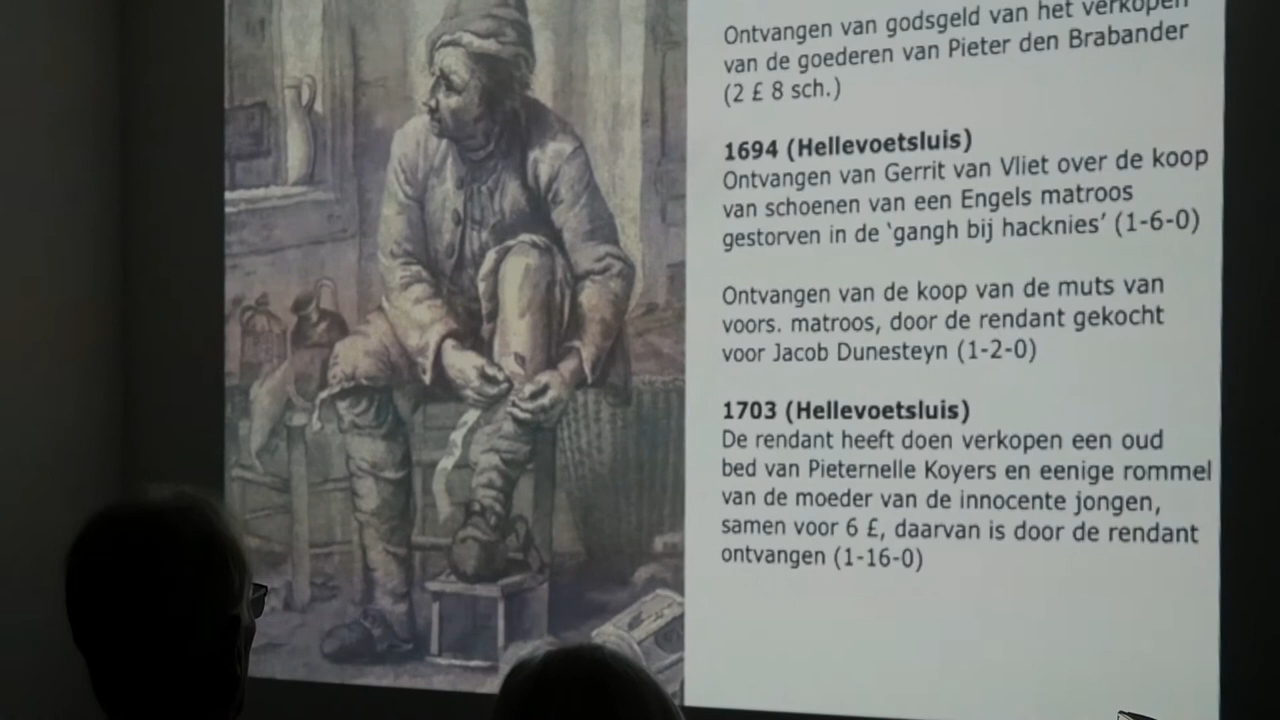 Ontvangen van godsgeld van het verkopen
van de goederen van Pieter den Brabander
(2 £ 8 sch.)
1694 (Hellevoetsluis)
Ontvangen van Gerrit van Vliet over de koop
van schoenen van een Engels matroos
gestorven in de ‘gangh bij hacknies’ (1-6-0)
Ontvangen van de koop van de muts van
voors. matroos, door de rendant gekocht
voor Jacob Dunesteyn (1-2-0)
1703 (Hellevoetsluis)
De rendant heeft doen verkopen een oud
bed van Pieternelle Koyers en eenige rommel
van de moeder van de innocente jongen,
samen voor 6 £, daarvan is door de rendant
ontvangen (1-16-0)